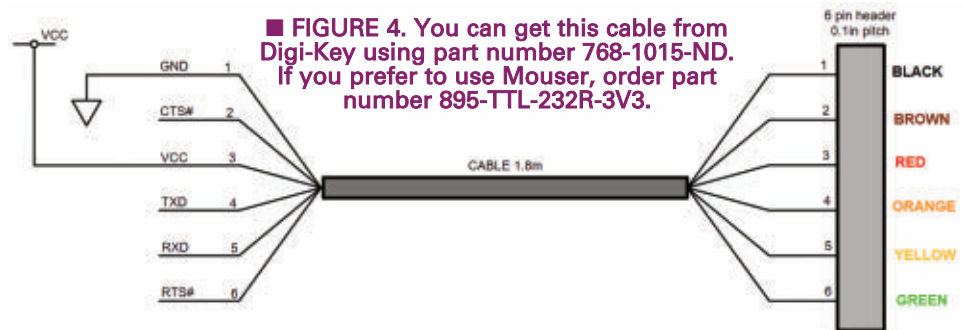 ■ FIGURE 4. You can get this cable from
Digi-Key using part number 768-1015-ND.
If you prefer to use Mouser, order part
number 895-TTL-232R-3V3.
VCC
GND 1
CTS# 2
VCC 3
TXD 4
RXD 5
RTS# 6
CABLE 1.8m
6 pin header
0.1in pitch
1 BLACK
2 BROWN
3 RED
4 ORANGE
5 YELLOW
6 GREEN